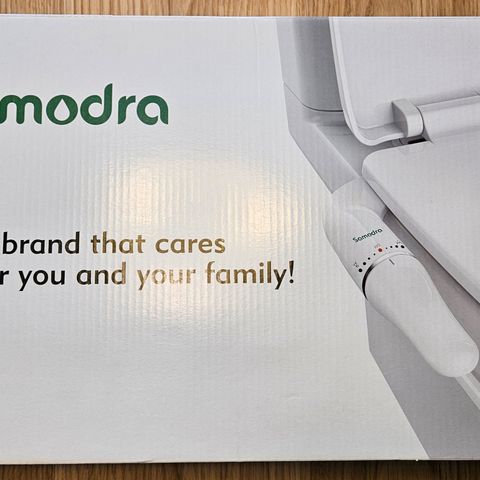 modra
brand that cares
r you and your family!
Samodra